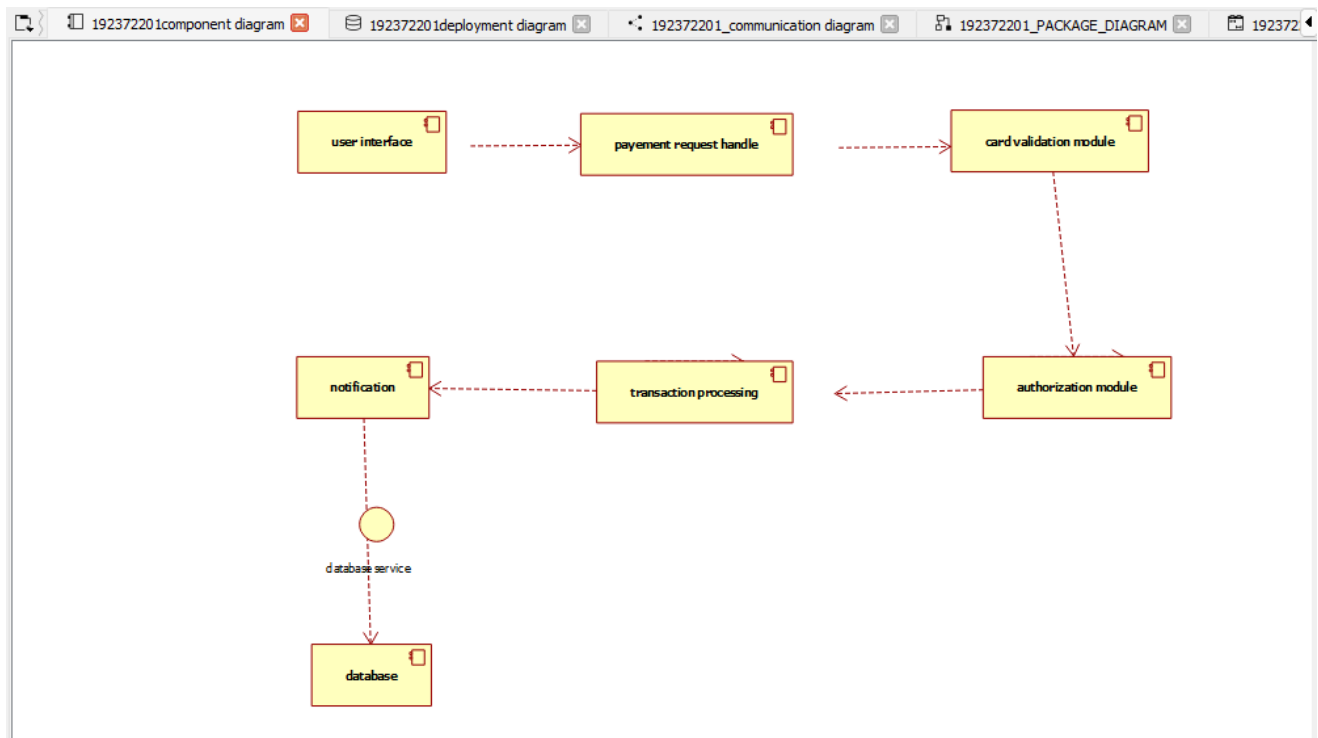 192372201component diagram
192372201deployment diagram
192372201_communication diagram
192372201_PACKAGE_DIAGRAM
192372
user interface
payement request handle
card validation module
notification
transaction processing
authorization module
database service
database